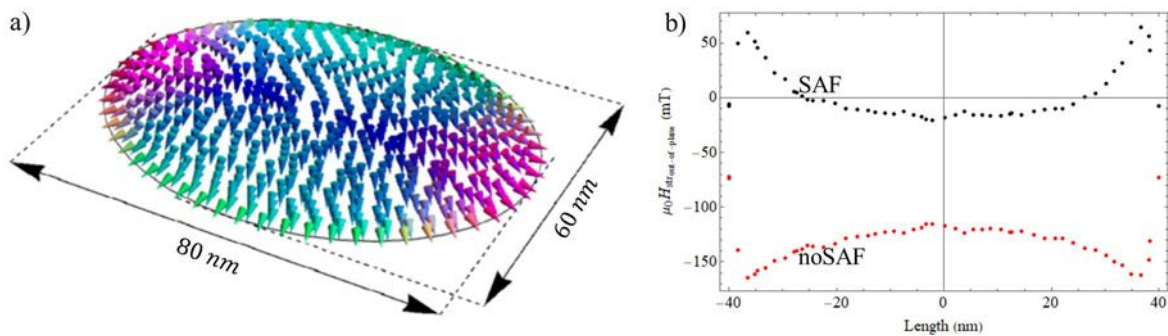 a)
80 nm
60 nm
b)
μ₀H_str_out-of-plane (mT)
50
0
−50
−100
−150
SAF
noSAF
−40
−20
0
20
40
Length (nm)